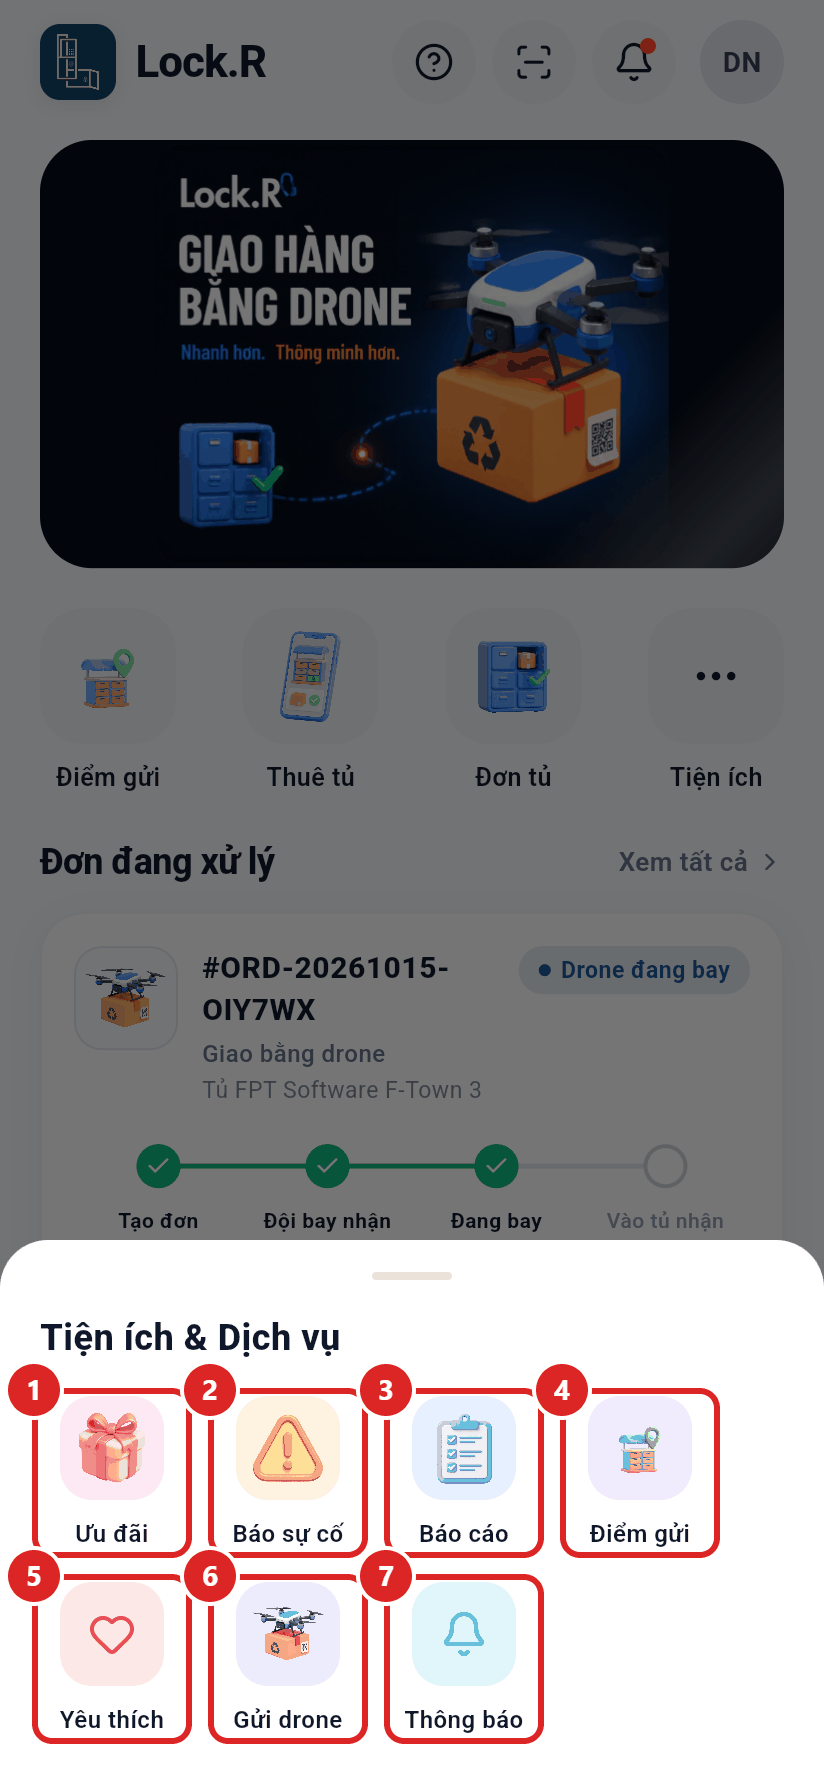 Lock.R
DN
Lock.R
GIAO HÀNG
BẰNG DRONE
Nhanh hơn. Thông minh hơn.
Điểm gửi
Thuê tủ
Đơn tủ
Tiện ích
Đơn đang xử lý
Xem tất cả
#ORD-20261015-
OIY7WX
Drone đang bay
Giao bằng drone
Tủ FPT Software F-Town 3
Tạo đơn
Đội bay nhận
Đang bay
Vào tủ nhận
Tiện ích & Dịch vụ
1
2
3
4
Ưu đãi
Báo sự cố
Báo cáo
Điểm gửi
5
6
7
Yêu thích
Gửi drone
Thông báo